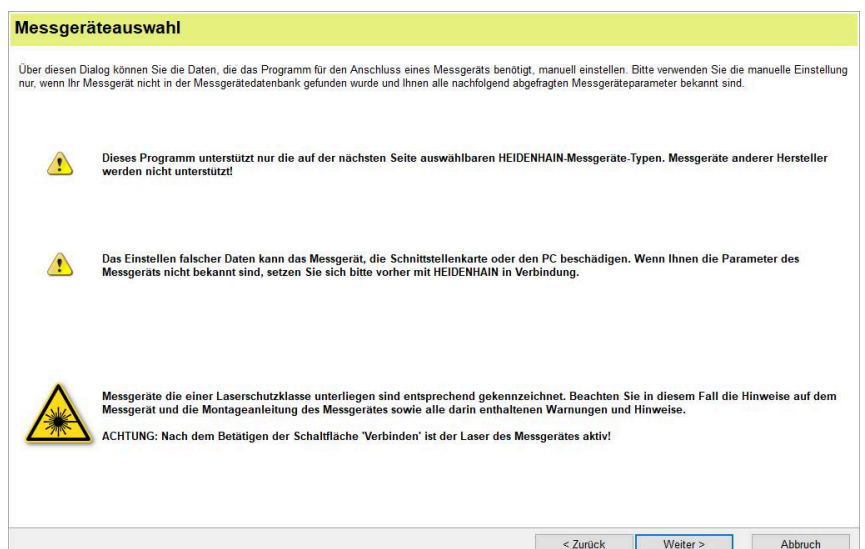 Messgeräteauswahl
Über diesen Dialog können Sie die Daten, die das Programm für den Anschluss eines Messgeräts benötigt, manuell einstellen. Bitte verwenden Sie die manuelle Einstellung
nur, wenn Ihr Messgerät nicht in der Messgerätedatenbank gefunden wurde und Ihnen alle nachfolgend abgefragten Messgeräteparameter bekannt sind.
Dieses Programm unterstützt nur die auf der nächsten Seite auswählbaren HEIDENHAIN-Messgeräte-Typen. Messgeräte anderer Hersteller
werden nicht unterstützt!
Das Einstellen falscher Daten kann das Messgerät, die Schnittstellenkarte oder den PC beschädigen. Wenn Ihnen die Parameter des
Messgeräts nicht bekannt sind, setzen Sie sich bitte vorher mit HEIDENHAIN in Verbindung.
Messgeräte die einer Laserschutzklasse unterliegen sind entsprechend gekennzeichnet. Beachten Sie in diesem Fall die Hinweise auf dem
Messgerät und die Montageanleitung des Messgerätes sowie alle darin enthaltenen Warnungen und Hinweise.
ACHTUNG: Nach dem Betätigen der Schaltfläche 'Verbinden' ist der Laser des Messgerätes aktiv!
< Zurück Weiter > Abbruch